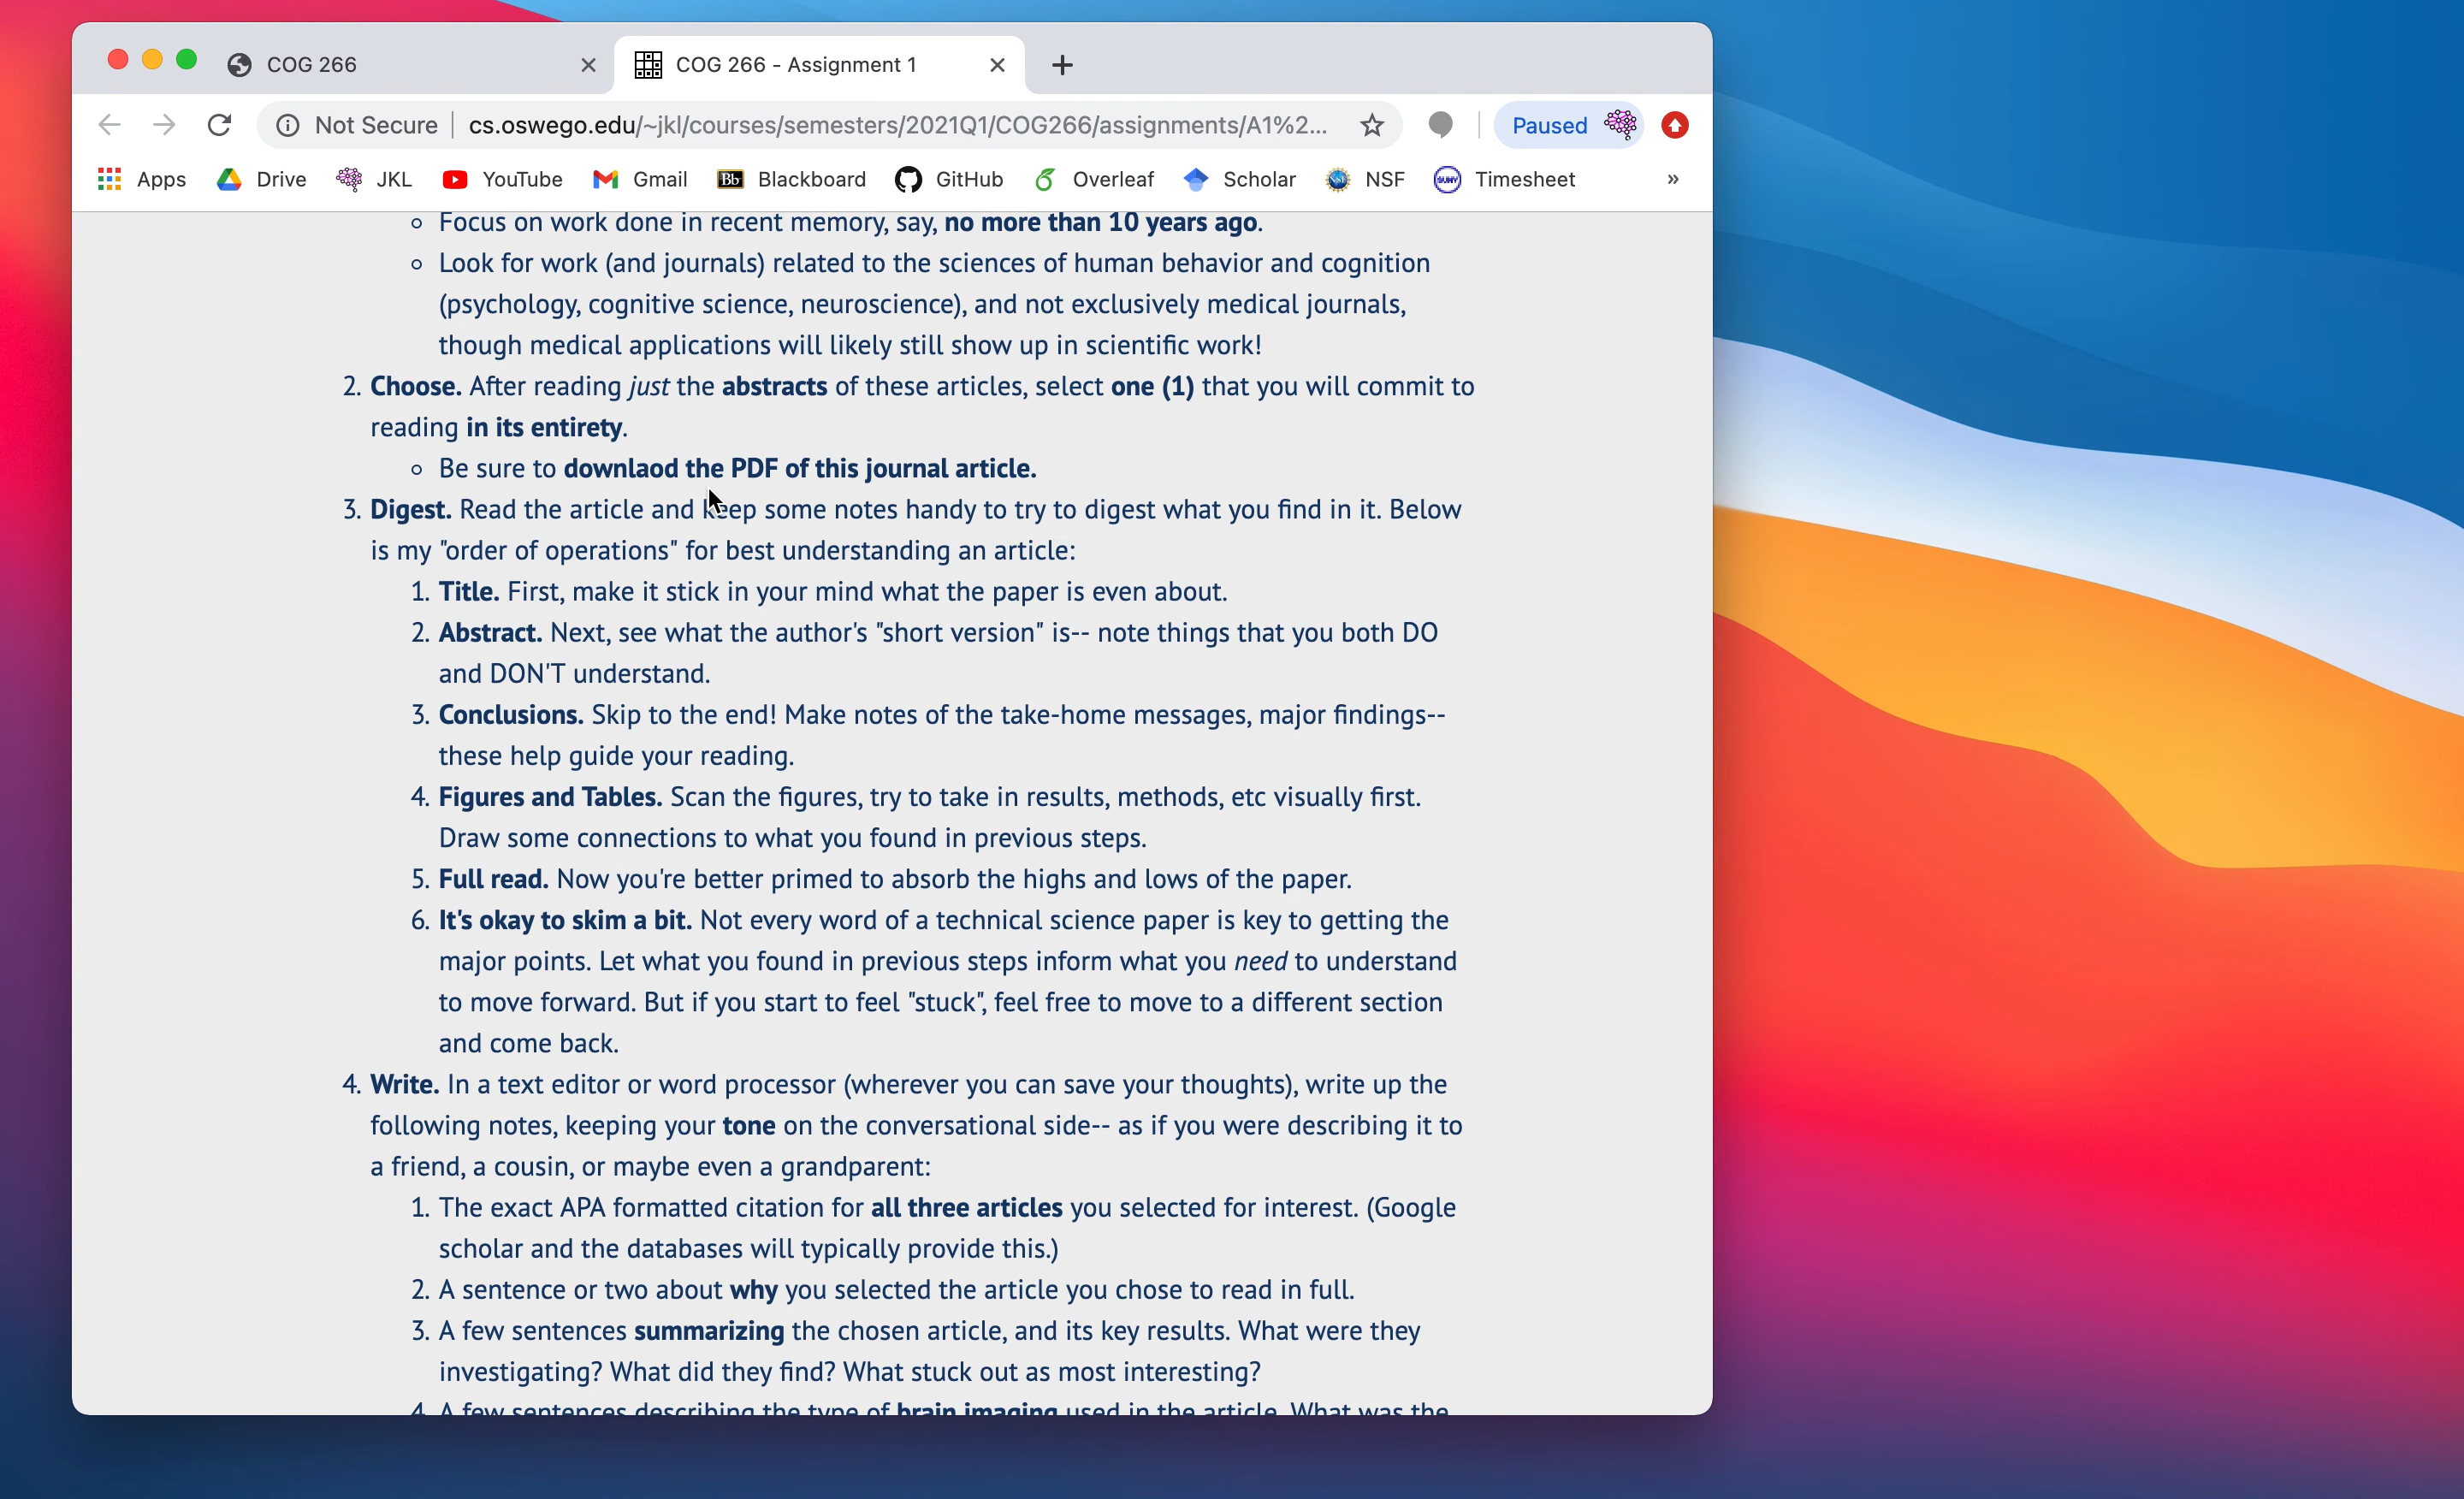 COG 266
COG 266 - Assignment 1
Not Secure cs.oswego.edu/~jkl/courses/semesters/2021Q1/COG266/assignments/A1%2...
Paused
Apps Drive JKL YouTube Gmail Bb Blackboard GitHub Overleaf Scholar NSF Timesheet »
Focus on work done in recent memory, say, no more than 10 years ago.
Look for work (and journals) related to the sciences of human behavior and cognition
(psychology, cognitive science, neuroscience), and not exclusively medical journals,
though medical applications will likely still show up in scientific work!
2. Choose. After reading just the abstracts of these articles, select one (1) that you will commit to
reading in its entirety.
Be sure to downlaod the PDF of this journal article.
3. Digest. Read the article and keep some notes handy to try to digest what you find in it. Below
is my "order of operations" for best understanding an article:
1. Title. First, make it stick in your mind what the paper is even about.
2. Abstract. Next, see what the author's "short version" is-- note things that you both DO
and DON'T understand.
3. Conclusions. Skip to the end! Make notes of the take-home messages, major findings--
these help guide your reading.
4. Figures and Tables. Scan the figures, try to take in results, methods, etc visually first.
Draw some connections to what you found in previous steps.
5. Full read. Now you're better primed to absorb the highs and lows of the paper.
6. It's okay to skim a bit. Not every word of a technical science paper is key to getting the
major points. Let what you found in previous steps inform what you need to understand
to move forward. But if you start to feel "stuck", feel free to move to a different section
and come back.
4. Write. In a text editor or word processor (wherever you can save your thoughts), write up the
following notes, keeping your tone on the conversational side-- as if you were describing it to
a friend, a cousin, or maybe even a grandparent:
1. The exact APA formatted citation for all three articles you selected for interest. (Google
scholar and the databases will typically provide this.)
2. A sentence or two about why you selected the article you chose to read in full.
3. A few sentences summarizing the chosen article, and its key results. What were they
investigating? What did they find? What stuck out as most interesting?
4. A few sentences describing the type of brain imaging used in the article. What was the